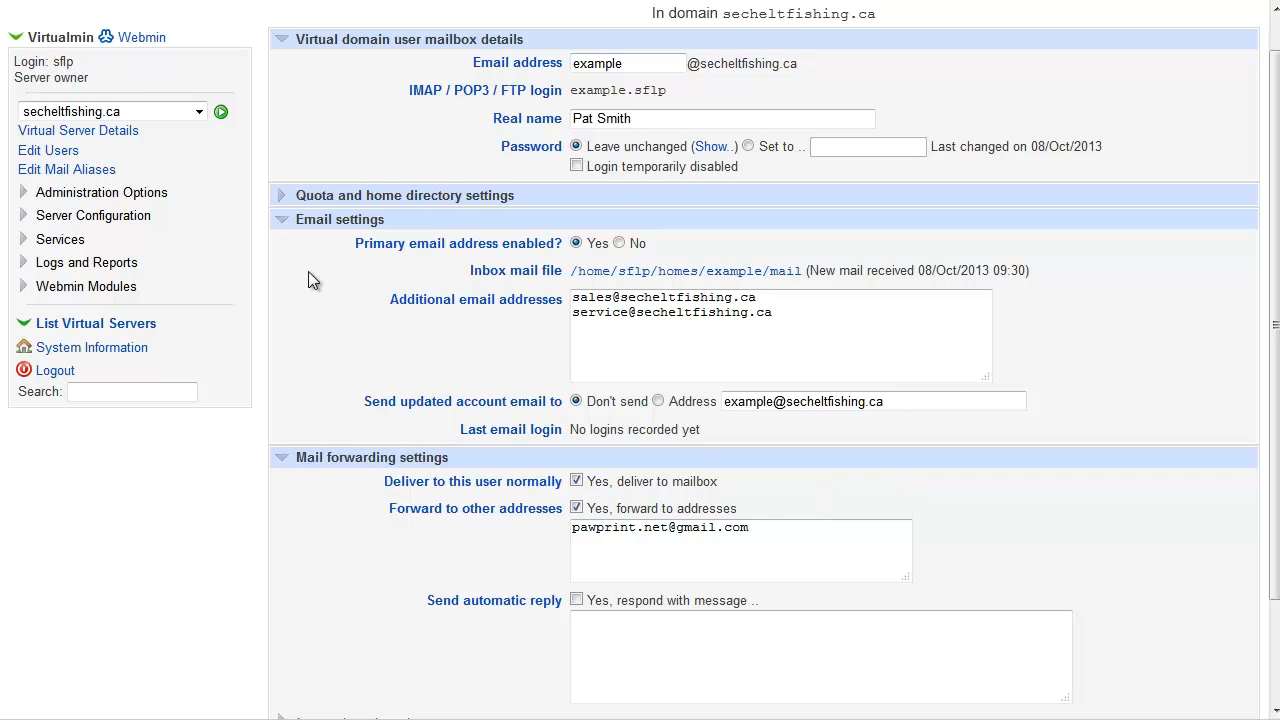 In domain secheltfishing.ca
Virtualmin Webmin
Login: sflp
Server owner
secheltfishing.ca
Virtual Server Details
Edit Users
Edit Mail Aliases
Administration Options
Server Configuration
Services
Logs and Reports
Webmin Modules
List Virtual Servers
System Information
Logout
Search:
Virtual domain user mailbox details
Email address example @secheltfishing.ca
IMAP / POP3 / FTP login example.sflp
Real name Pat Smith
Password Leave unchanged (Show..) Set to .. Last changed on 08/Oct/2013
Login temporarily disabled
Quota and home directory settings
Email settings
Primary email address enabled? Yes No
Inbox mail file /home/sflp/homes/example/mail (New mail received 08/Oct/2013 09:30)
Additional email addresses sales@secheltfishing.ca
service@secheltfishing.ca
Send updated account email to Don't send Address example@secheltfishing.ca
Last email login No logins recorded yet
Mail forwarding settings
Deliver to this user normally Yes, deliver to mailbox
Forward to other addresses Yes, forward to addresses
pawprint.net@gmail.com
Send automatic reply Yes, respond with message ..